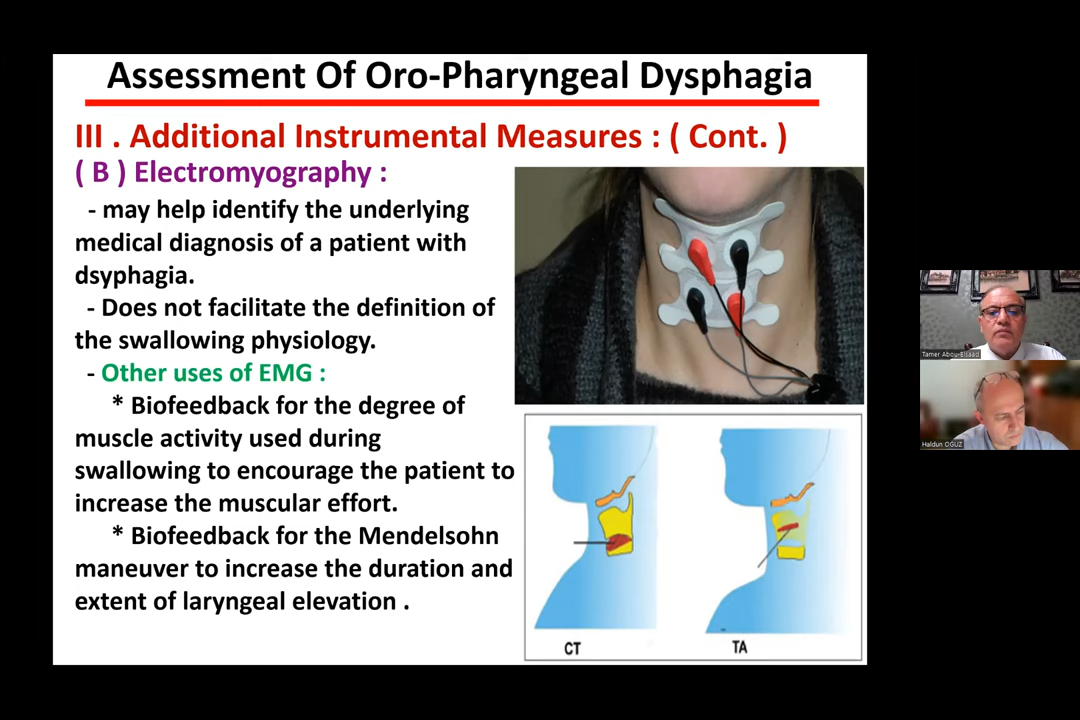 Assessment Of Oro-Pharyngeal Dysphagia
III . Additional Instrumental Measures : ( Cont. )
( B ) Electromyography :
- may help identify the underlying
medical diagnosis of a patient with
dsyphagia.
- Does not facilitate the definition of
the swallowing physiology.
- Other uses of EMG :
* Biofeedback for the degree of
muscle activity used during
swallowing to encourage the patient to
increase the muscular effort.
* Biofeedback for the Mendelsohn
maneuver to increase the duration and
extent of laryngeal elevation .
CT
TA
Tamer Abou-Elsaad
Haldun OGUZ